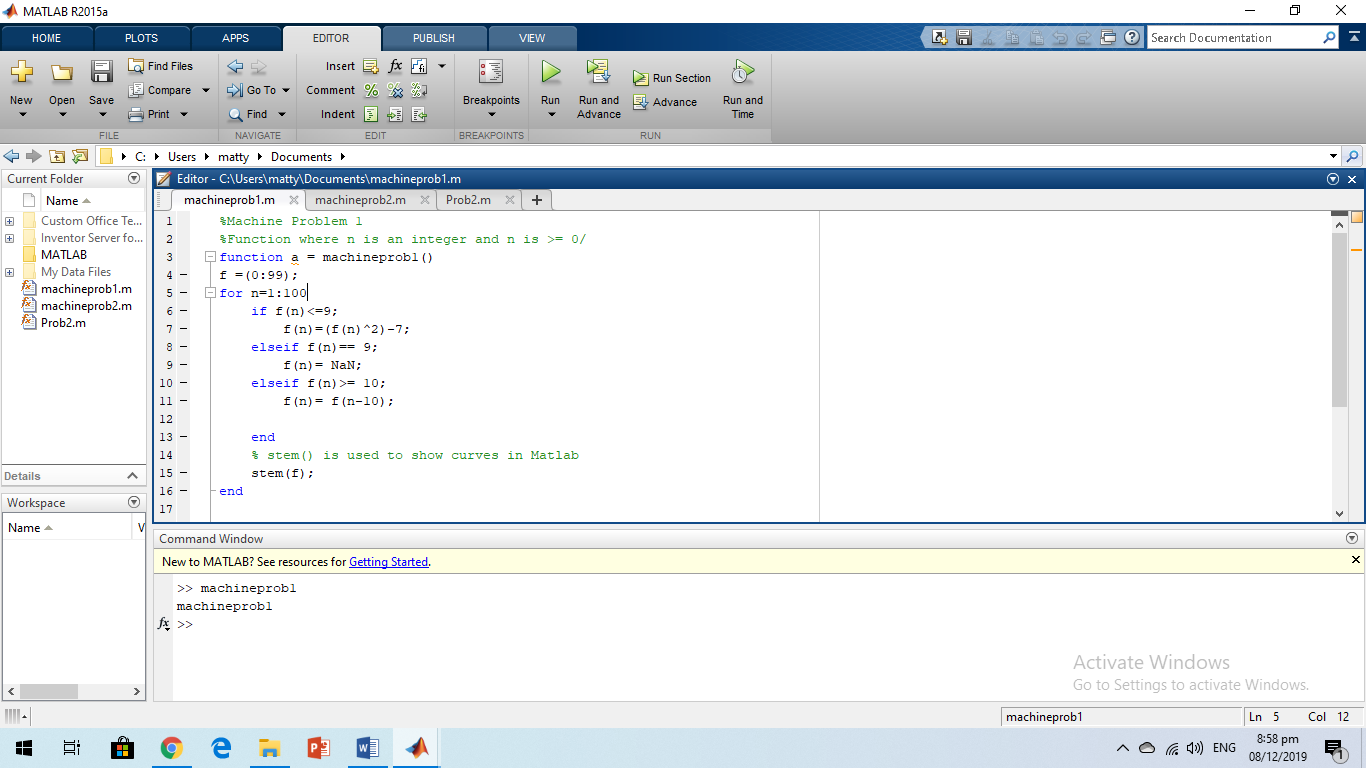 MATLAB R2015a
HOME PLOTS APPS EDITOR PUBLISH VIEW
Search Documentation
New Open Save
Find Files
Compare
Print
FILE
Go To
Find
NAVIGATE
Insert
Comment
Indent
EDIT
Breakpoints
BREAKPOINTS
Run
Run and Advance
Run Section
Advance
Run and Time
RUN
C: Users matty Documents
Current Folder
Name
Custom Office Te...
Inventor Server fo...
MATLAB
My Data Files
machineprob1.m
machineprob2.m
Prob2.m
Details
Workspace
Name V
Editor - C:\Users\matty\Documents\machineprob1.m
machineprob1.m machineprob2.m Prob2.m
1 %Machine Problem 1
2 %Function where n is an integer and n is >= 0/
3 function a = machineprob1()
4 f =(0:99);
5 for n=1:100
6 if f(n)<=9;
7 f(n)=(f(n)^2)-7;
8 elseif f(n)== 9;
9 f(n)= NaN;
10 elseif f(n)>= 10;
11 f(n)= f(n-10);
12
13 end
14 % stem() is used to show curves in Matlab
15 stem(f);
16 end
17
Command Window
New to MATLAB? See resources for Getting Started.
>> machineprob1
machineprob1
fx >>
Activate Windows
Go to Settings to activate Windows.
machineprob1 Ln 5 Col 12
ENG
8:58 pm
08/12/2019
1